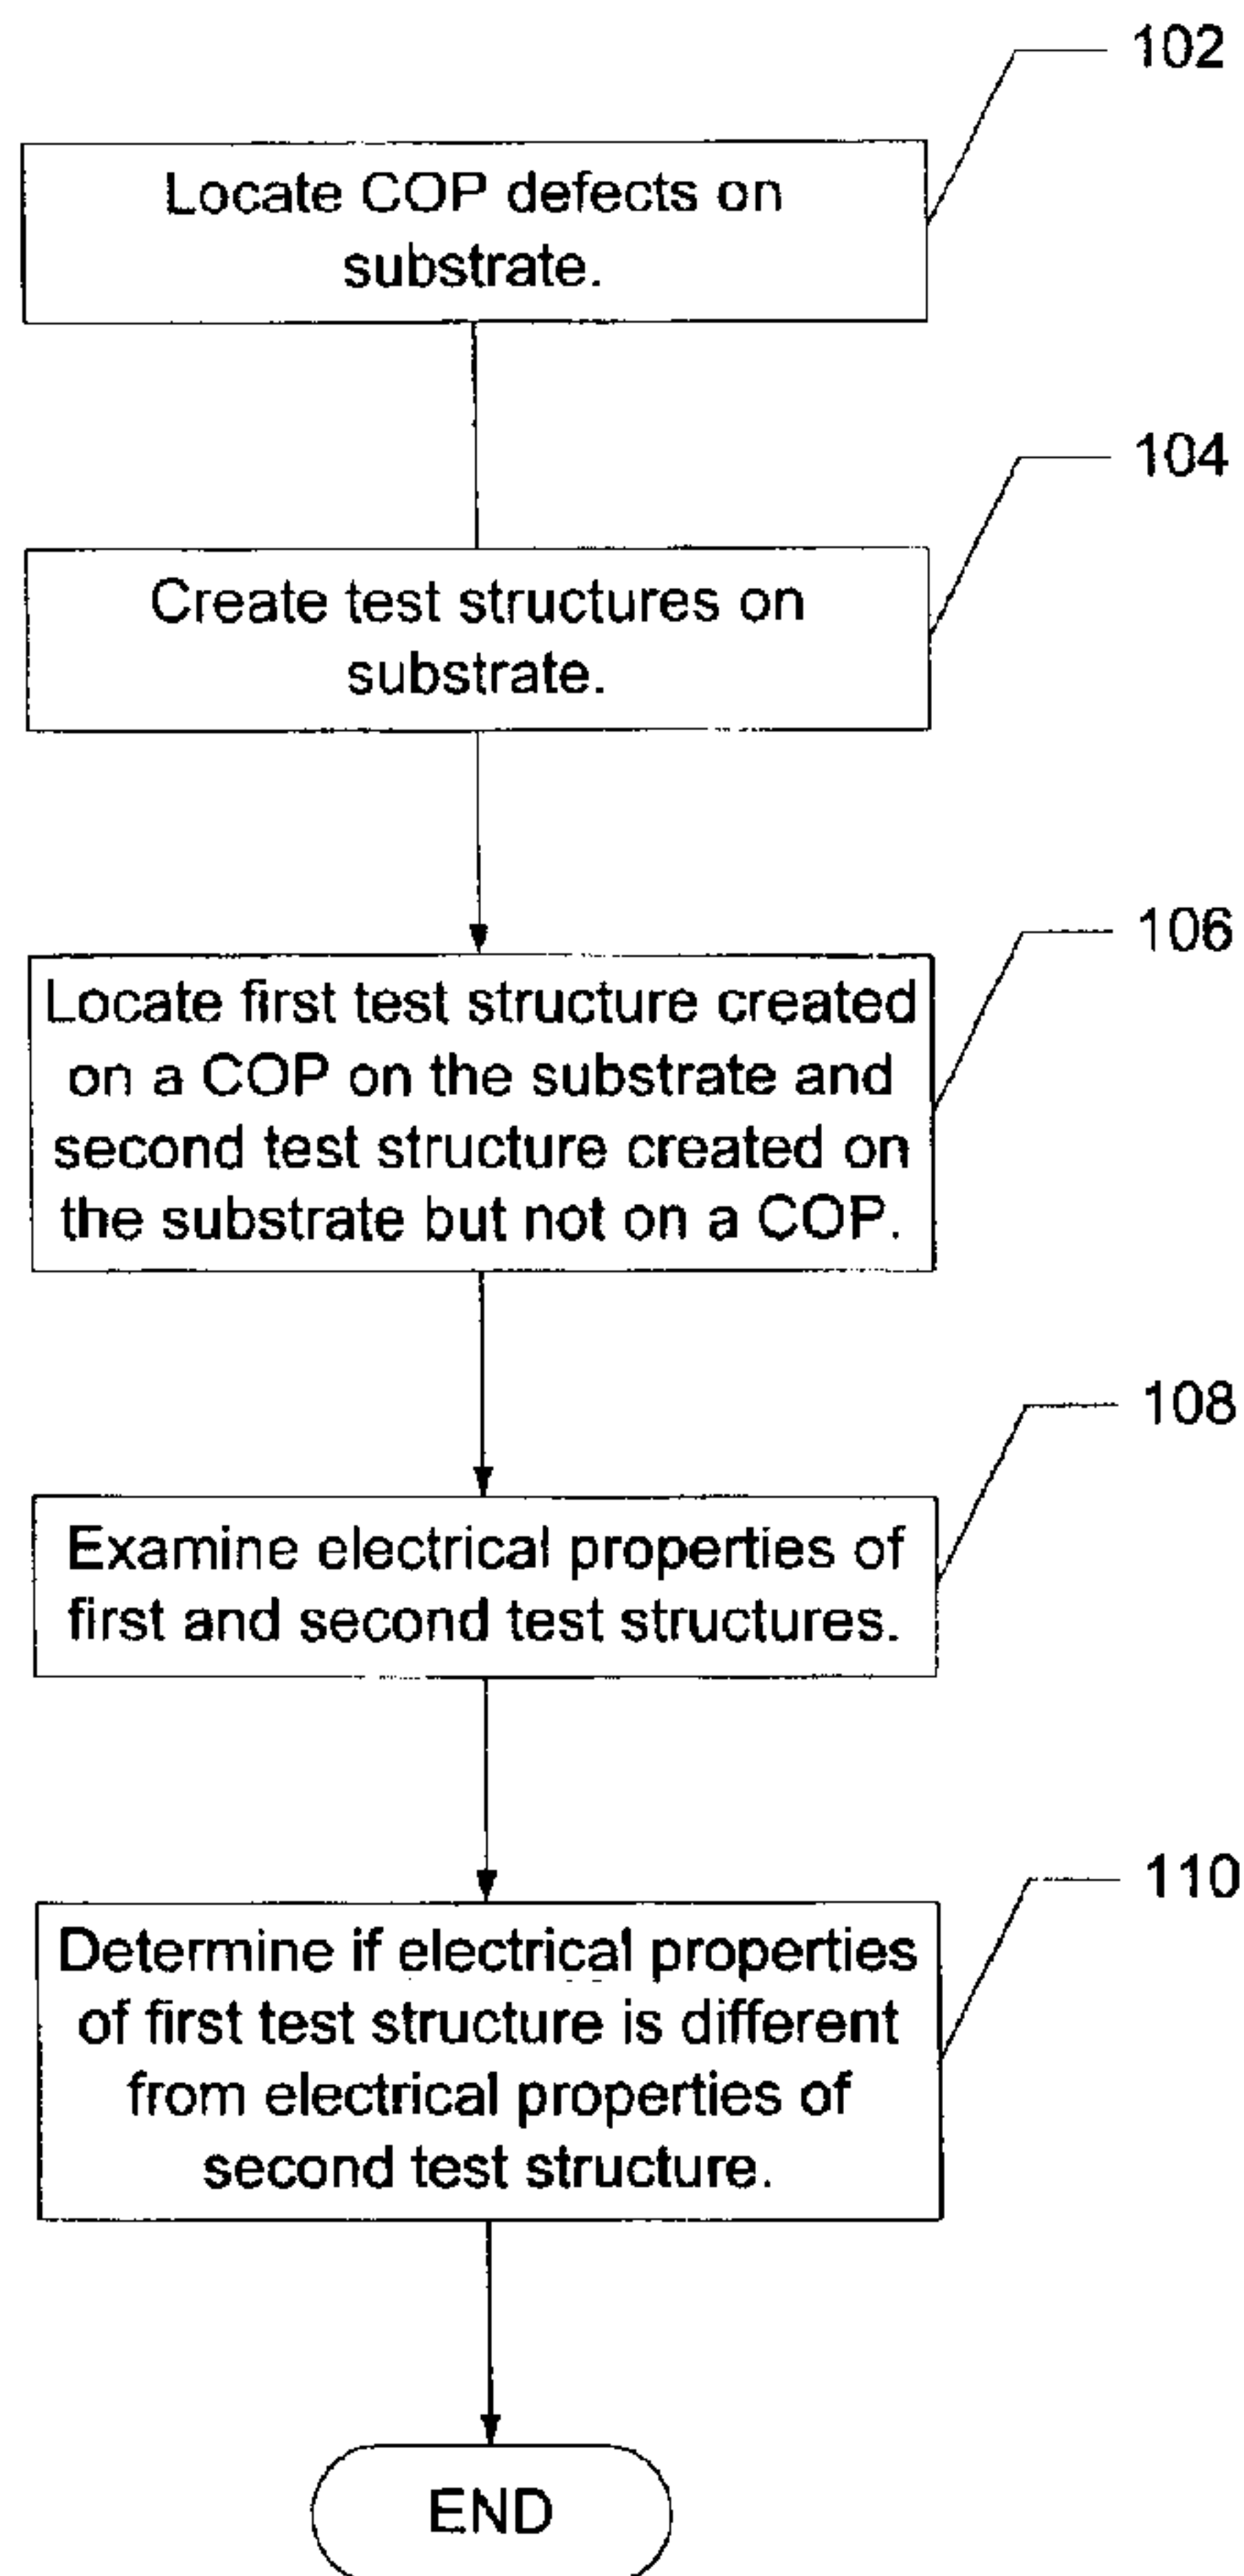 102
Locate COP defects on
substrate.
104
Create test structures on
substrate.
106
Locate first test structure created
on a COP on the substrate and
second test structure created on
the substrate but not on a COP.
108
Examine electrical properties of
first and second test structures.
110
Determine if electrical properties
of first test structure is different
from electrical properties of
second test structure.
END